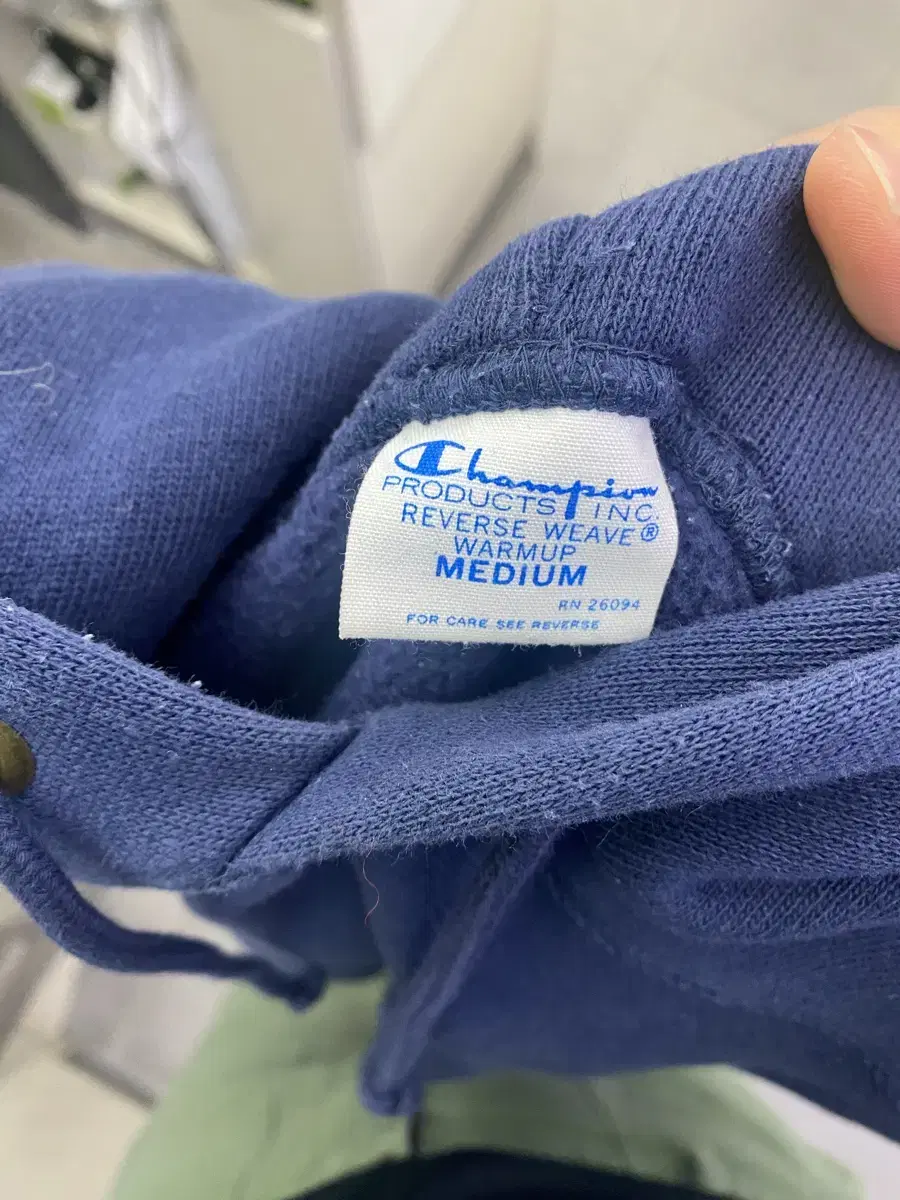 Champion
PRODUCTS INC.
REVERSE WEAVE®
WARMUP
MEDIUM
RN 26094
FOR CARE SEE REVERSE